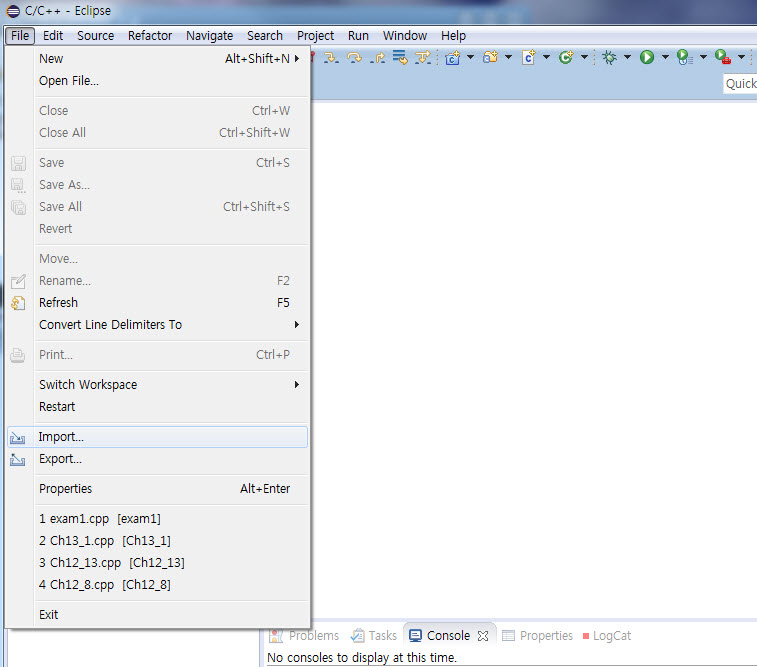 C/C++ - Eclipse
File Edit Source Refactor Navigate Search Project Run Window Help
New Alt+Shift+N
Open File...
Quick
Close Ctrl+W
Close All Ctrl+Shift+W
Save Ctrl+S
Save As...
Save All Ctrl+Shift+S
Revert
Move...
Rename... F2
Refresh F5
Convert Line Delimiters To
Print... Ctrl+P
Switch Workspace
Restart
Import...
Export...
Properties Alt+Enter
1 exam1.cpp [exam1]
2 Ch13_1.cpp [Ch13_1]
3 Ch12_13.cpp [Ch12_13]
4 Ch12_8.cpp [Ch12_8]
Exit
Problems Tasks Console Properties LogCat
No consoles to display at this time.